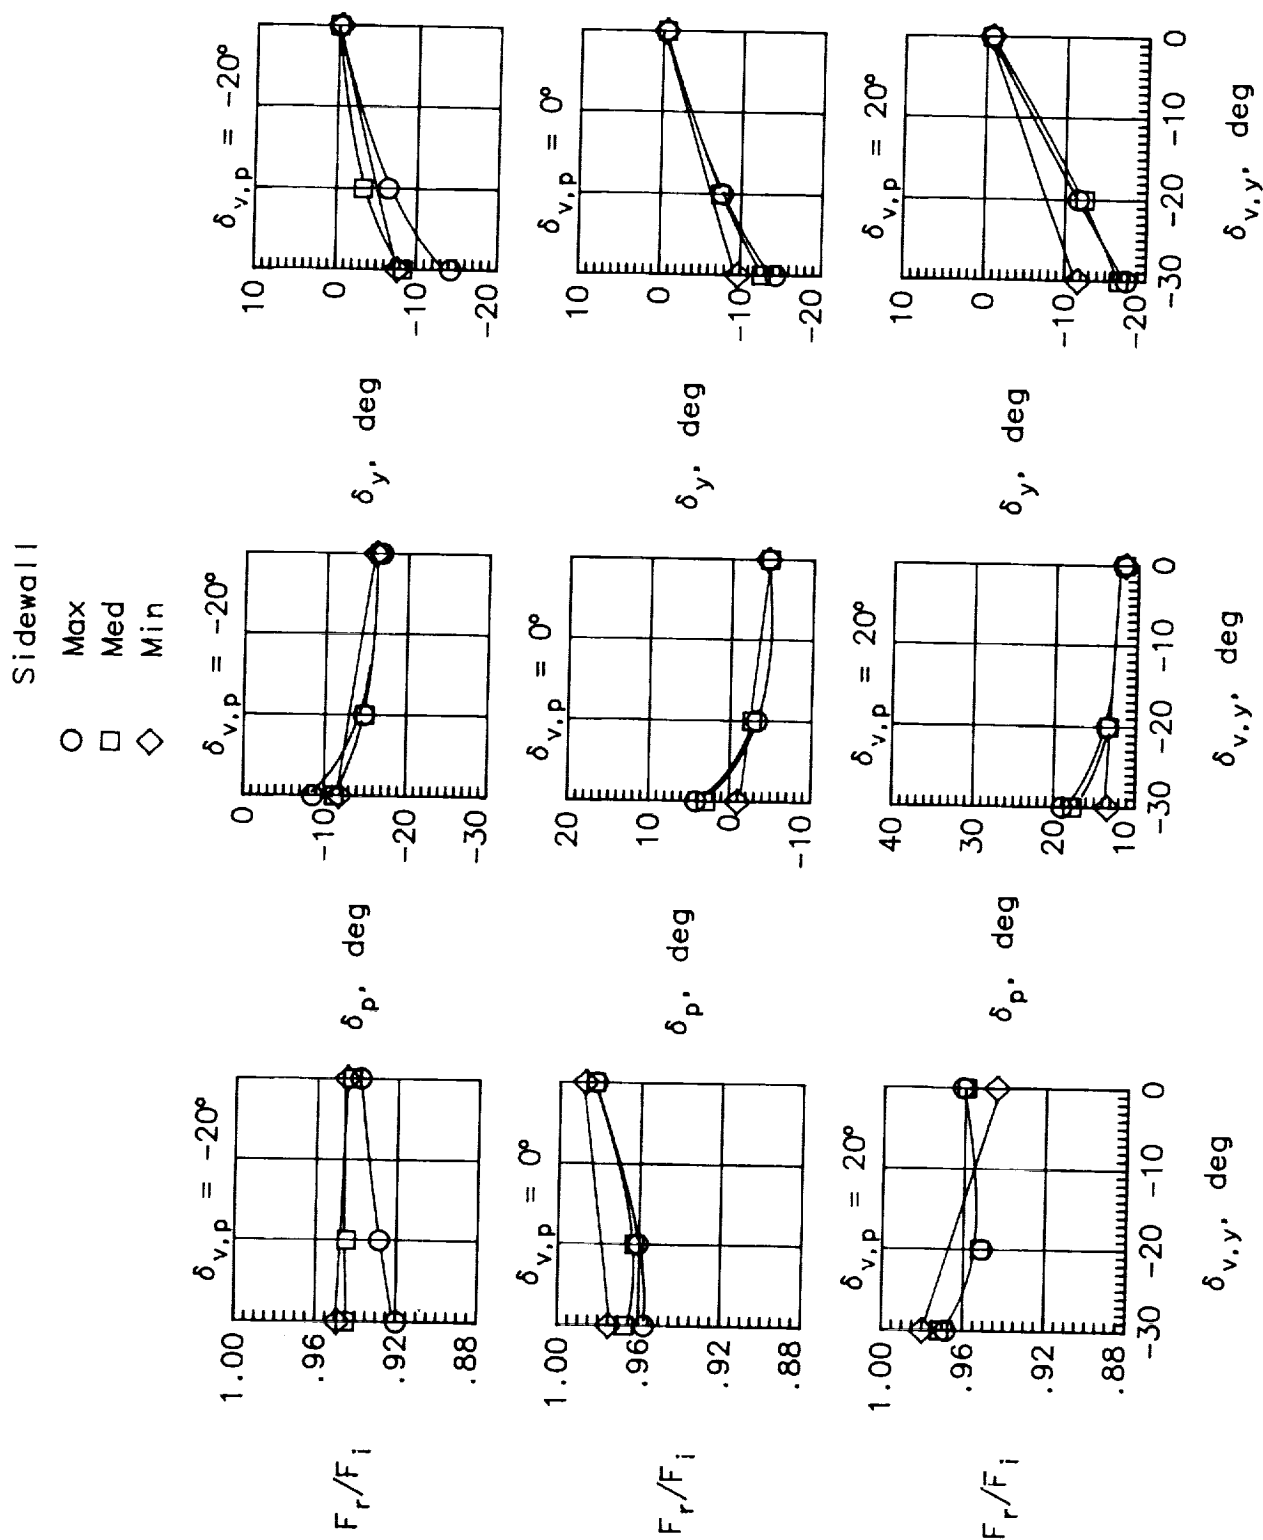 Sidewall
○ Max
□ Med
◇ Min
δv,p = -20°
1.00
.96
.92
.88
Fr/Fi
δv,p = -20°
0
-10
-20
-30
δp, deg
δv,p = -20°
10
0
-10
-20
δy, deg
δv,p = 0°
1.00
.96
.92
.88
Fr/Fi
δv,p = 0°
20
10
0
-10
δp, deg
δv,p = 0°
10
0
-10
-20
δy, deg
δv,p = 20°
1.00
.96
.92
.88
Fr/Fi
-30 -20 -10 0
δv,y, deg
δv,p = 20°
40
30
20
10
δp, deg
-30 -20 -10 0
δv,y, deg
δv,p = 20°
10
0
-10
-20
δy, deg
-30 -20 -10 0
δv,y, deg